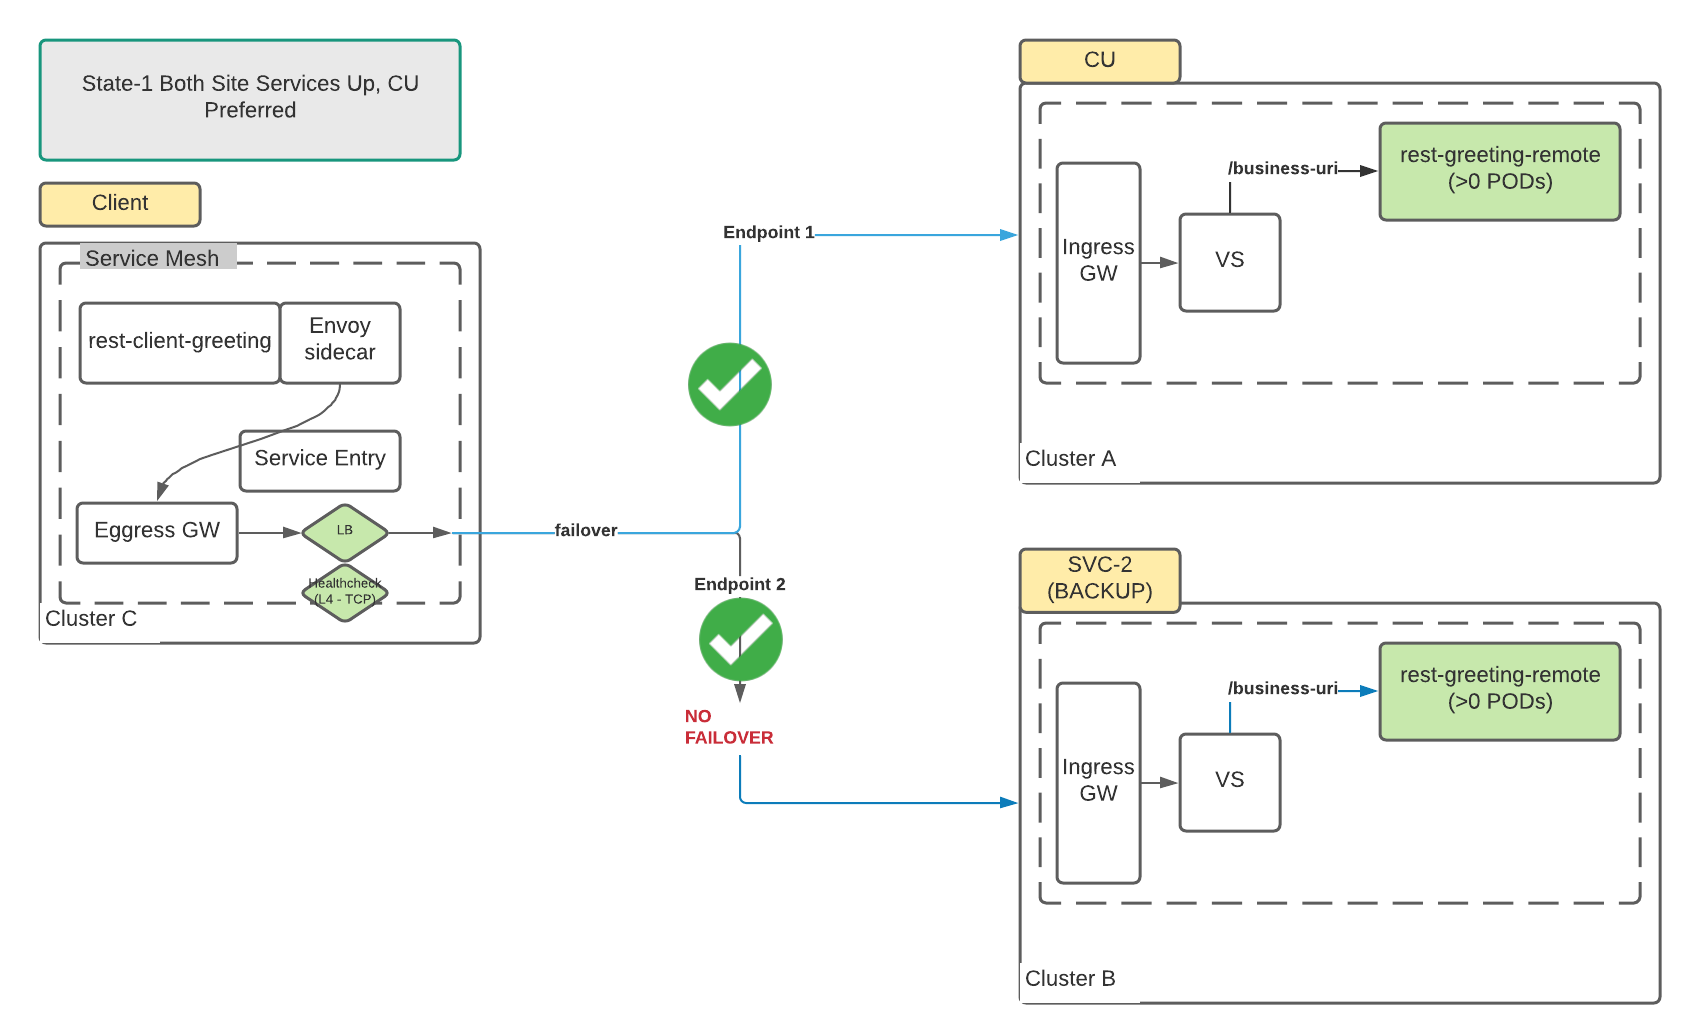 State-1 Both Site Services Up, CU
Preferred
Client
Service Mesh
rest-client-greeting
Envoy
sidecar
Service Entry
Eggress GW
LB
Healthcheck
(L4 - TCP)
Cluster C
failover
Endpoint 1
Endpoint 2
NO
FAILOVER
CU
Ingress
GW
VS
/business-uri
rest-greeting-remote
(>0 PODs)
Cluster A
SVC-2
(BACKUP)
Ingress
GW
VS
/business-uri
rest-greeting-remote
(>0 PODs)
Cluster B